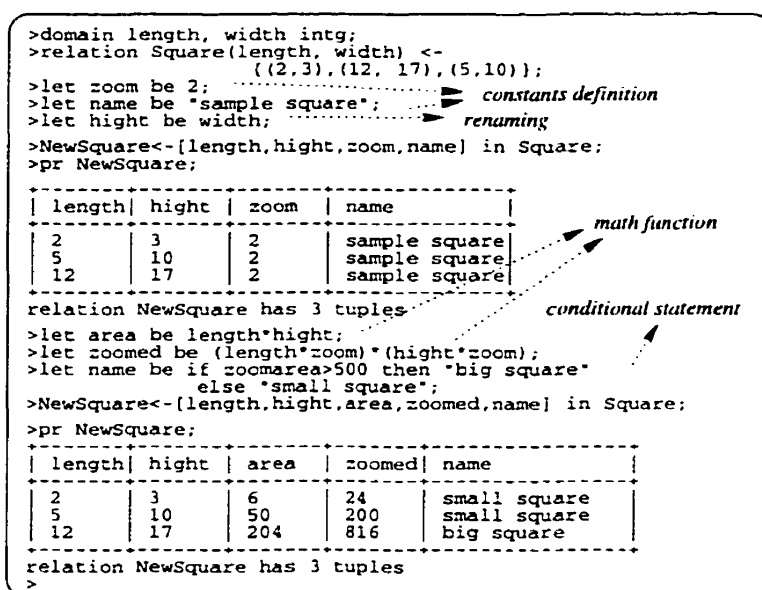 >domain length, width intg;
>relation Square(length, width) <-
{(2,3),(12, 17),(5,10)};
>let zoom be 2;
>let name be "sample square"; constants definition
>let hight be width; renaming
>NewSquare<-[length,hight,zoom,name] in Square;
>pr NewSquare;
| length| hight | zoom | name |
| 2 | 3 | 2 | sample square|
| 5 | 10 | 2 | sample square|
| 12 | 17 | 2 | sample square|
math function
relation NewSquare has 3 tuples
conditional statement
>let area be length*hight;
>let zoomed be (length*zoom)*(hight*zoom);
>let name be if zoomarea>500 then "big square"
else "small square";
>NewSquare<-[length,hight,area,zoomed,name] in Square;
>pr NewSquare;
| length| hight | area | zoomed| name |
| 2 | 3 | 6 | 24 | small square
| 5 | 10 | 50 | 200 | small square
| 12 | 17 | 204 | 816 | big square
relation NewSquare has 3 tuples
>